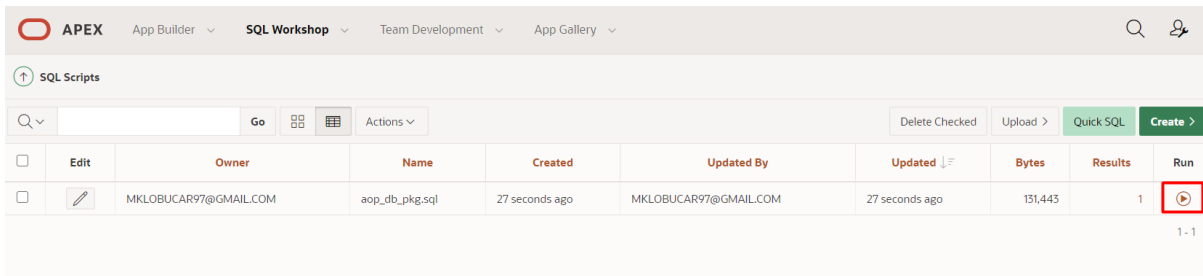 APEX App Builder SQL Workshop Team Development App Gallery
SQL Scripts
Go Actions Delete Checked Upload > Quick SQL Create >
Edit Owner Name Created Updated By Updated Bytes Results Run
MKLOBUCAR97@GMAIL.COM aop_db_pkg.sql 27 seconds ago MKLOBUCAR97@GMAIL.COM 27 seconds ago 131,443 1
1 - 1